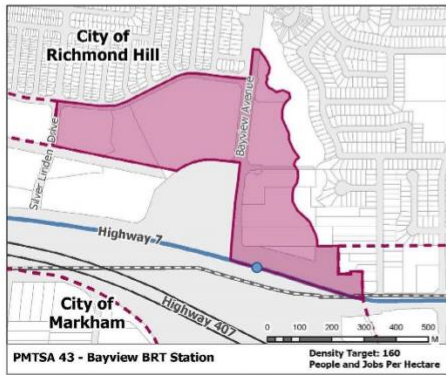 City of
Richmond Hill
Bayview Avenue
Silver Linden Drive
Highway 7
Highway 407
City of
Markham
0 100 200 300 400 500
M
PMTSA 43 - Bayview BRT Station
Density Target: 160
People and Jobs Per Hectare